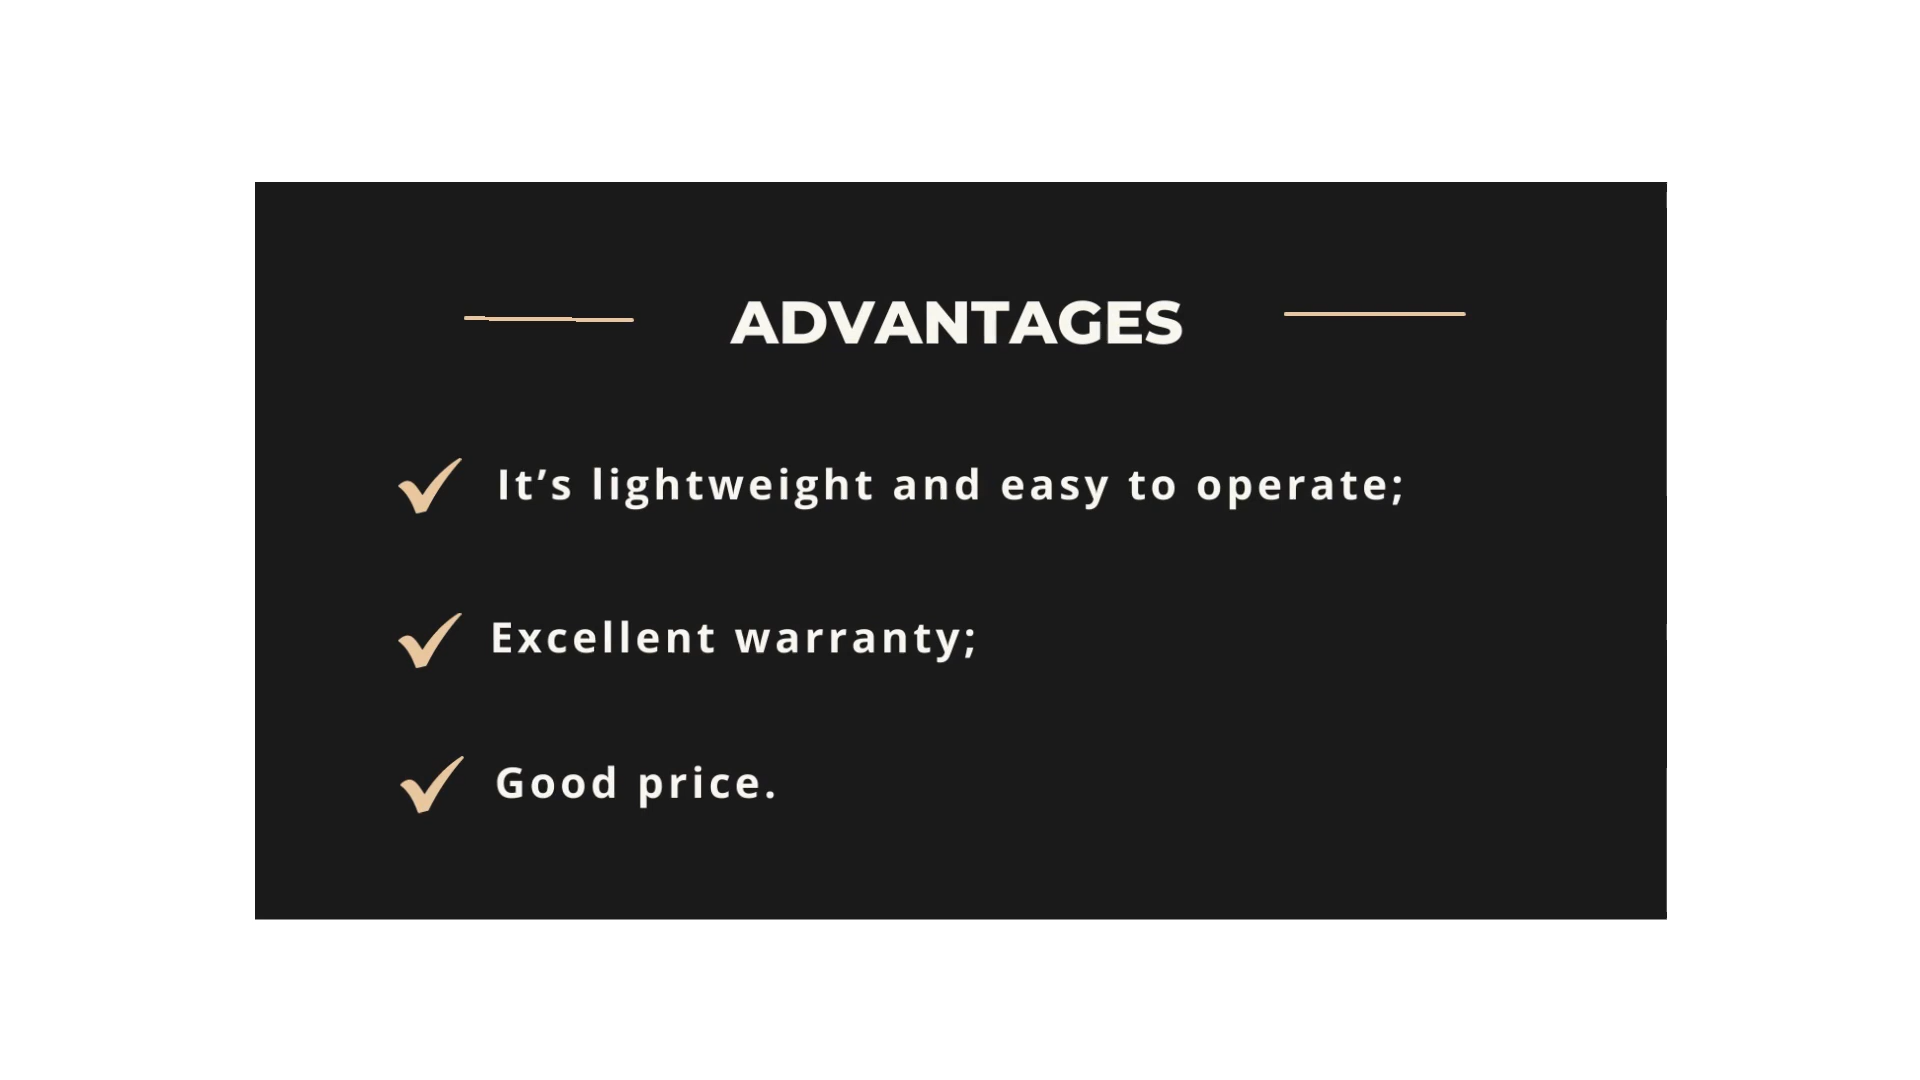 ADVANTAGES
It’s lightweight and easy to operate;
Excellent warranty;
Good price.